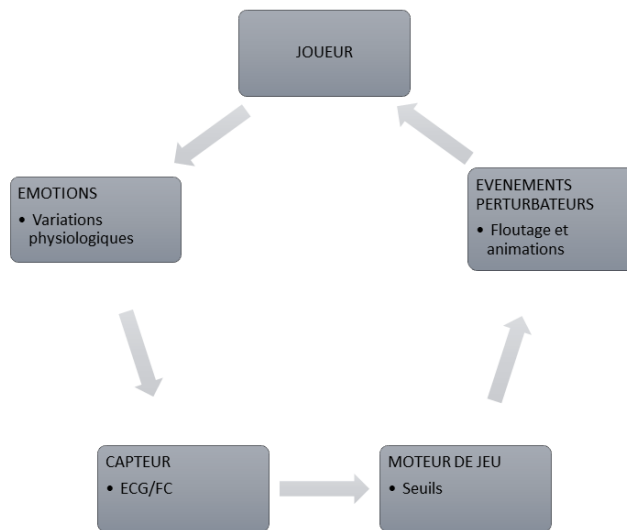 JOUEUR
EMOTIONS
• Variations
physiologiques
EVENEMENTS
PERTURBATEURS
• Floutage et
animations
CAPTEUR
• ECG/FC
MOTEUR DE JEU
• Seuils